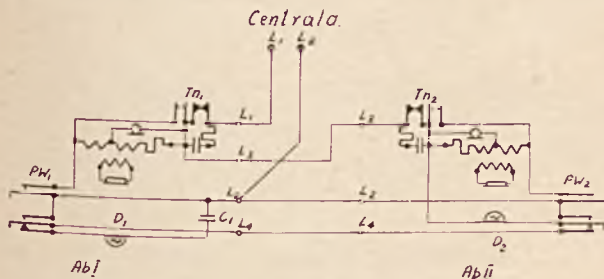 Centrala.
L₁ L₂
Tn₁ Tn₂
L₁ L₃
L₃
PW₁ L₂ L₂ PW₂
C₁
D₁ L₄ L₄ D₂
Ab I Ab II